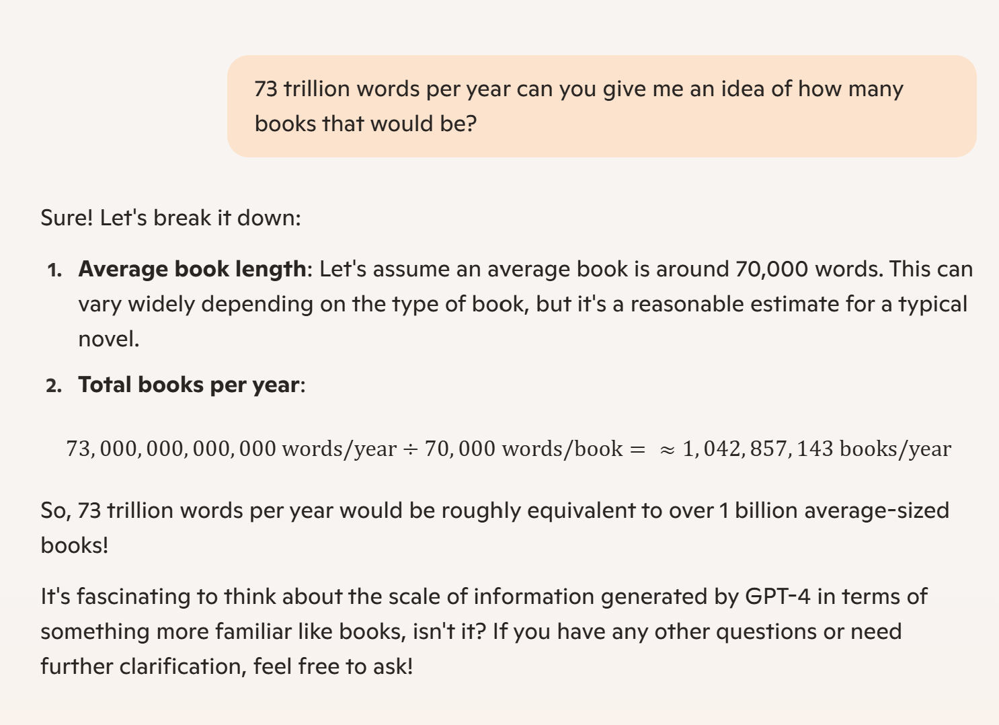 73 trillion words per year can you give me an idea of how many
books that would be?
Sure! Let's break it down:
1. Average book length: Let's assume an average book is around 70,000 words. This can
vary widely depending on the type of book, but it's a reasonable estimate for a typical
novel.
2. Total books per year:
73,000,000,000,000 words/year ÷ 70,000 words/book = ≈ 1,042,857,143 books/year
So, 73 trillion words per year would be roughly equivalent to over 1 billion average-sized
books!
It's fascinating to think about the scale of information generated by GPT-4 in terms of
something more familiar like books, isn't it? If you have any other questions or need
further clarification, feel free to ask!